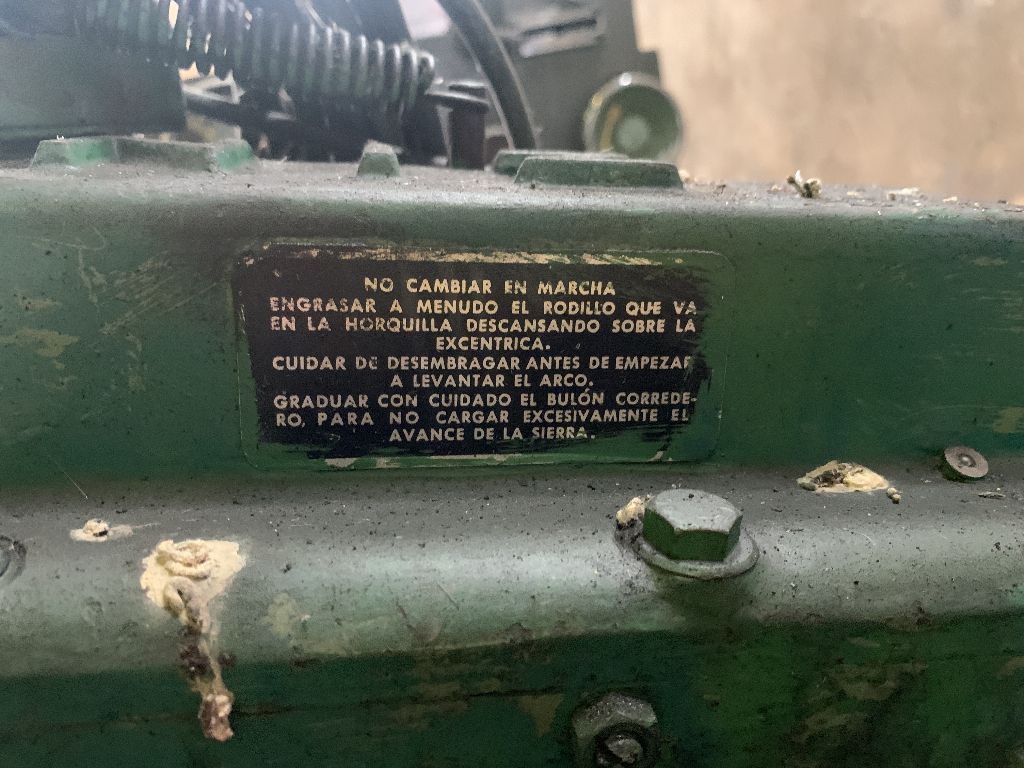 NO CAMBIAR EN MARCHA
ENGRASAR A MENUDO EL RODILLO QUE VA
EN LA HORQUILLA DESCANSANDO SOBRE LA
EXCENTRICA.
CUIDAR DE DESEMBRAGAR ANTES DE EMPEZAR
A LEVANTAR EL ARCO.
GRADUAR CON CUIDADO EL BULÓN CORREDE-
RO, PARA NO CARGAR EXCESIVAMENTE EL
AVANCE DE LA SIERRA.